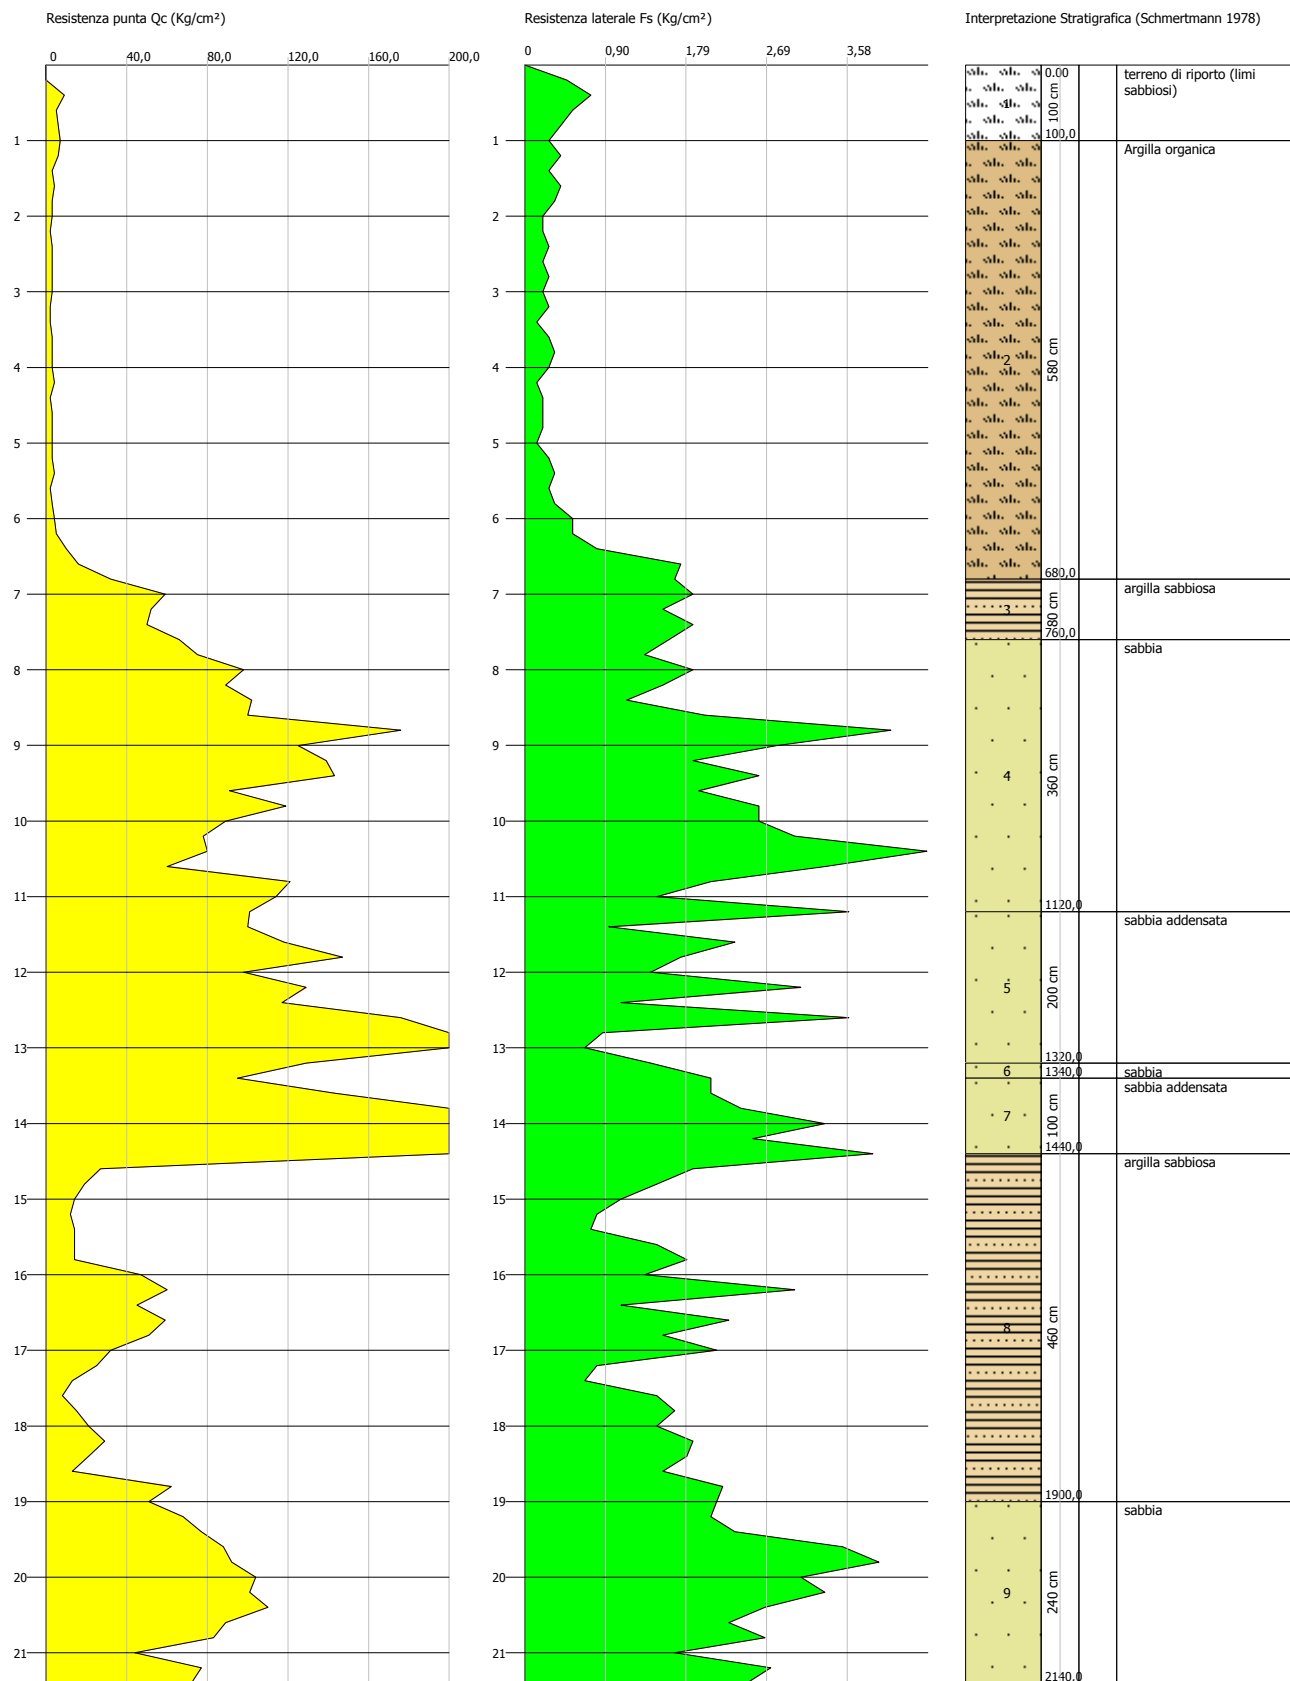 Resistenza punta Qc (Kg/cm²)
Resistenza laterale Fs (Kg/cm²)
Interpretazione Stratigrafica (Schmertmann 1978)
0 40,0 80,0 120,0 160,0 200,0
0 0,90 1,79 2,69 3,58
1 1
2 2
3 3
4 4
5 5
6 6
7 7
8 8
9 9
10 10
11 11
12 12
13 13
14 14
15 15
16 16
17 17
18 18
19 19
20 20
21 21
0.00
1
100 cm
100,0
terreno di riporto (limi
sabbiosi)
2
580 cm
680,0
Argilla organica
3
80 cm
760,0
argilla sabbiosa
4
360 cm
1120,0
sabbia
5
200 cm
1320,0
sabbia addensata
6
1340,0
sabbia
7
100 cm
1440,0
sabbia addensata
8
460 cm
1900,0
argilla sabbiosa
9
240 cm
2140,0
sabbia